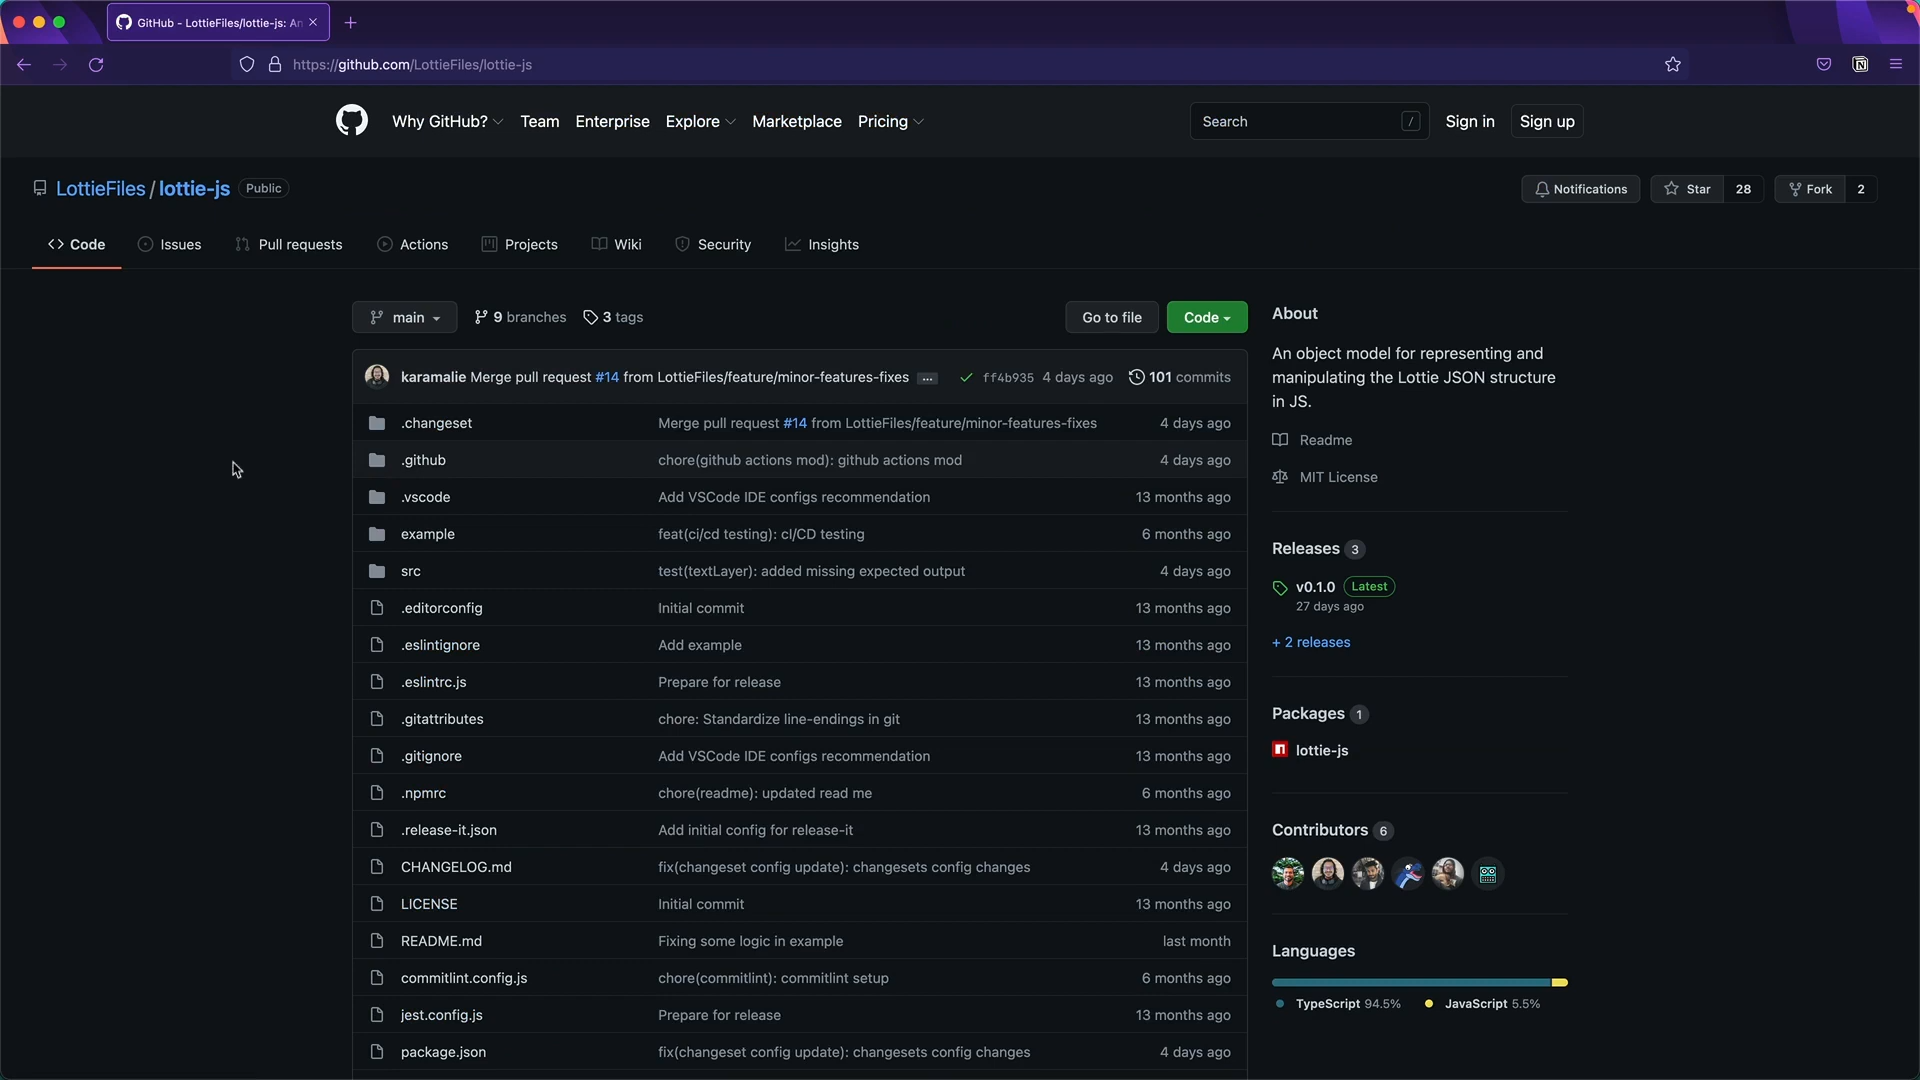 GitHub - LottieFiles/lottie-js: An
https://github.com/LottieFiles/lottie-js
Why GitHub? Team Enterprise Explore Marketplace Pricing Search / Sign in Sign up
LottieFiles / lottie-js Public Notifications Star 28 Fork 2
Code Issues Pull requests Actions Projects Wiki Security Insights
main 9 branches 3 tags Go to file Code
karamalie Merge pull request #14 from LottieFiles/feature/minor-features-fixes ... ff4b935 4 days ago 101 commits
.changeset Merge pull request #14 from LottieFiles/feature/minor-features-fixes 4 days ago
.github chore(github actions mod): github actions mod 4 days ago
.vscode Add VSCode IDE configs recommendation 13 months ago
example feat(ci/cd testing): cI/CD testing 6 months ago
src test(textLayer): added missing expected output 4 days ago
.editorconfig Initial commit 13 months ago
.eslintignore Add example 13 months ago
.eslintrc.js Prepare for release 13 months ago
.gitattributes chore: Standardize line-endings in git 13 months ago
.gitignore Add VSCode IDE configs recommendation 13 months ago
.npmrc chore(readme): updated read me 6 months ago
.release-it.json Add initial config for release-it 13 months ago
CHANGELOG.md fix(changeset config update): changesets config changes 4 days ago
LICENSE Initial commit 13 months ago
README.md Fixing some logic in example last month
commitlint.config.js chore(commitlint): commitlint setup 6 months ago
jest.config.js Prepare for release 13 months ago
package.json fix(changeset config update): changesets config changes 4 days ago
About
An object model for representing and
manipulating the Lottie JSON structure
in JS.
Readme
MIT License
Releases 3
v0.1.0 Latest
27 days ago
+ 2 releases
Packages 1
lottie-js
Contributors 6
Languages
TypeScript 94.5% JavaScript 5.5%